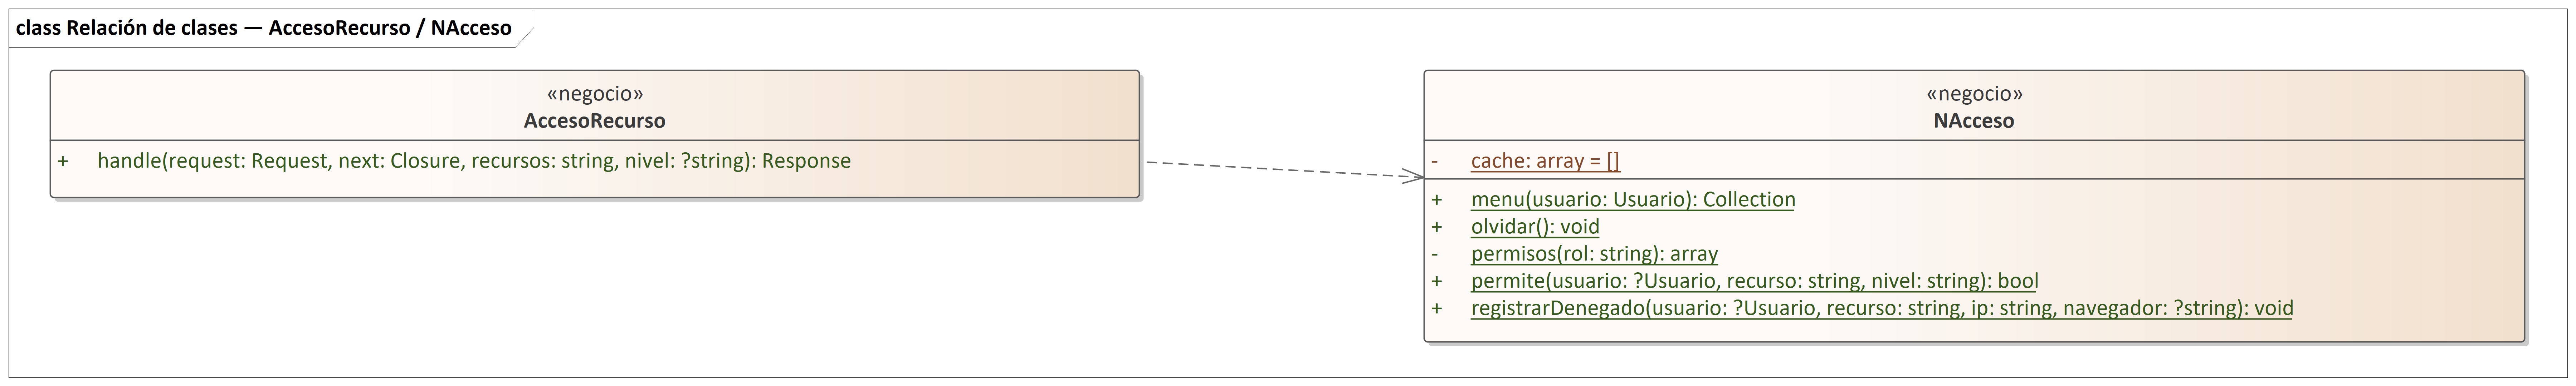 class Relación de clases — AccesoRecurso / NAcceso
«negocio»
AccesoRecurso
+ handle(request: Request, next: Closure, recursos: string, nivel: ?string): Response
«negocio»
NAcceso
- cache: array = []
+ menu(usuario: Usuario): Collection
+ olvidar(): void
- permisos(rol: string): array
+ permite(usuario: ?Usuario, recurso: string, nivel: string): bool
+ registrarDenegado(usuario: ?Usuario, recurso: string, ip: string, navegador: ?string): void